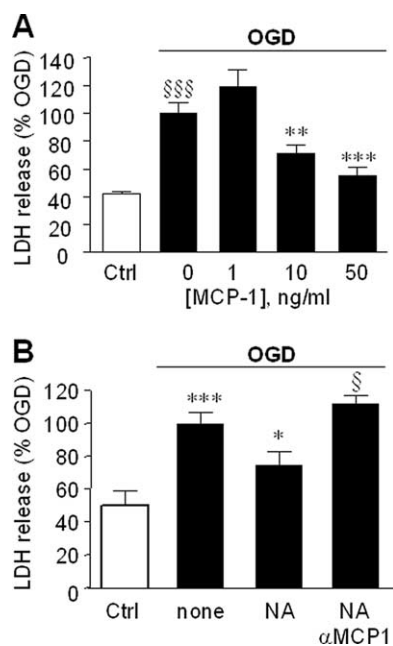 A
OGD
LDH release (% OGD)
140
120
100
80
60
40
20
0
§§§
**
***
Ctrl 0 1 10 50
[MCP-1], ng/ml
B
OGD
LDH release (% OGD)
120
100
80
60
40
20
0
***
*
§
Ctrl none NA NA
αMCP1